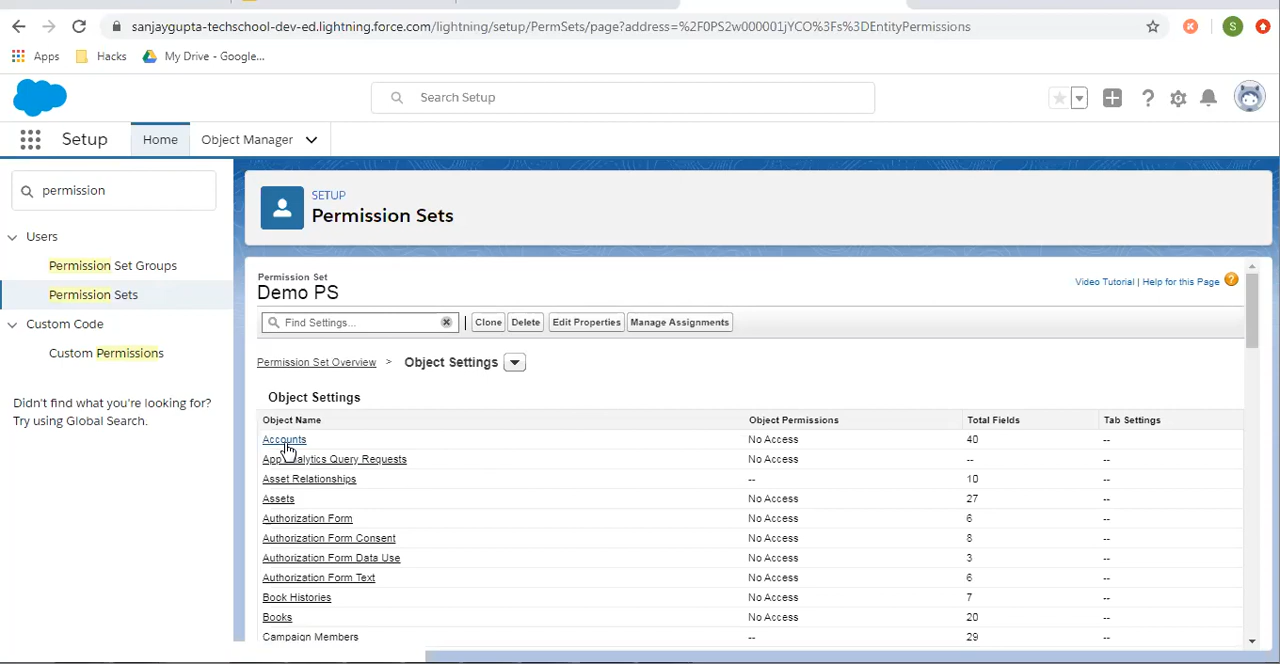 sanjaygupta-techschool-dev-ed.lightning.force.com/lightning/setup/PermSets/page?address=%2F0PS2w000001jYCO%3Fs%3DEntityPermissions
S
Apps Hacks My Drive - Google...
Search Setup
Setup Home Object Manager
permission
Users
Permission Set Groups
Permission Sets
Custom Code
Custom Permissions
Didn't find what you're looking for?
Try using Global Search.
SETUP
Permission Sets
Permission Set
Demo PS
Video Tutorial | Help for this Page ?
Find Settings... | Clone Delete Edit Properties Manage Assignments
Permission Set Overview > Object Settings
Object Settings
Object Name Object Permissions Total Fields Tab Settings
Accounts No Access 40 --
App Analytics Query Requests No Access -- --
Asset Relationships -- 10 --
Assets No Access 27 --
Authorization Form No Access 6 --
Authorization Form Consent No Access 8 --
Authorization Form Data Use No Access 3 --
Authorization Form Text No Access 6 --
Book Histories No Access 7 --
Books No Access 20 --
Campaign Members -- 29 --